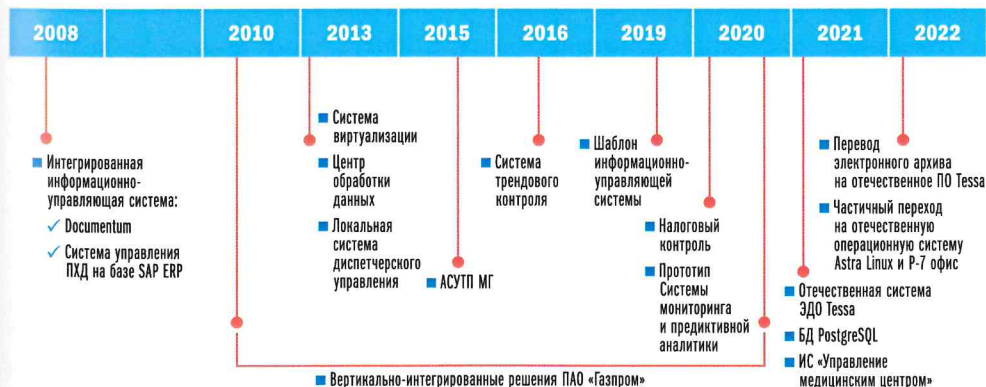 2008
2010
2013
2015
2016
2019
2020
2021
2022
Интегрированная
информационно-
управляющая система:
Documentum
Система управления
ПХД на базе SAP ERP
Система
виртуализации
Центр
обработки
данных
Локальная
система
диспетчерского
управления
АСУТП МГ
Система
трендового
контроля
Шаблон
информационно-
управляющей
системы
Налоговый
контроль
Прототип
Системы
мониторинга
и предиктивной
аналитики
Перевод
электронного архива
на отечественное ПО Tessa
Частичный переход
на отечественную
операционную систему
Astra Linux и Р-7 офис
Отечественная система
ЭДО Tessa
БД PostgreSQL
ИС «Управление
медицинским центром»
Вертикально-интегрированные решения ПАО «Газпром»